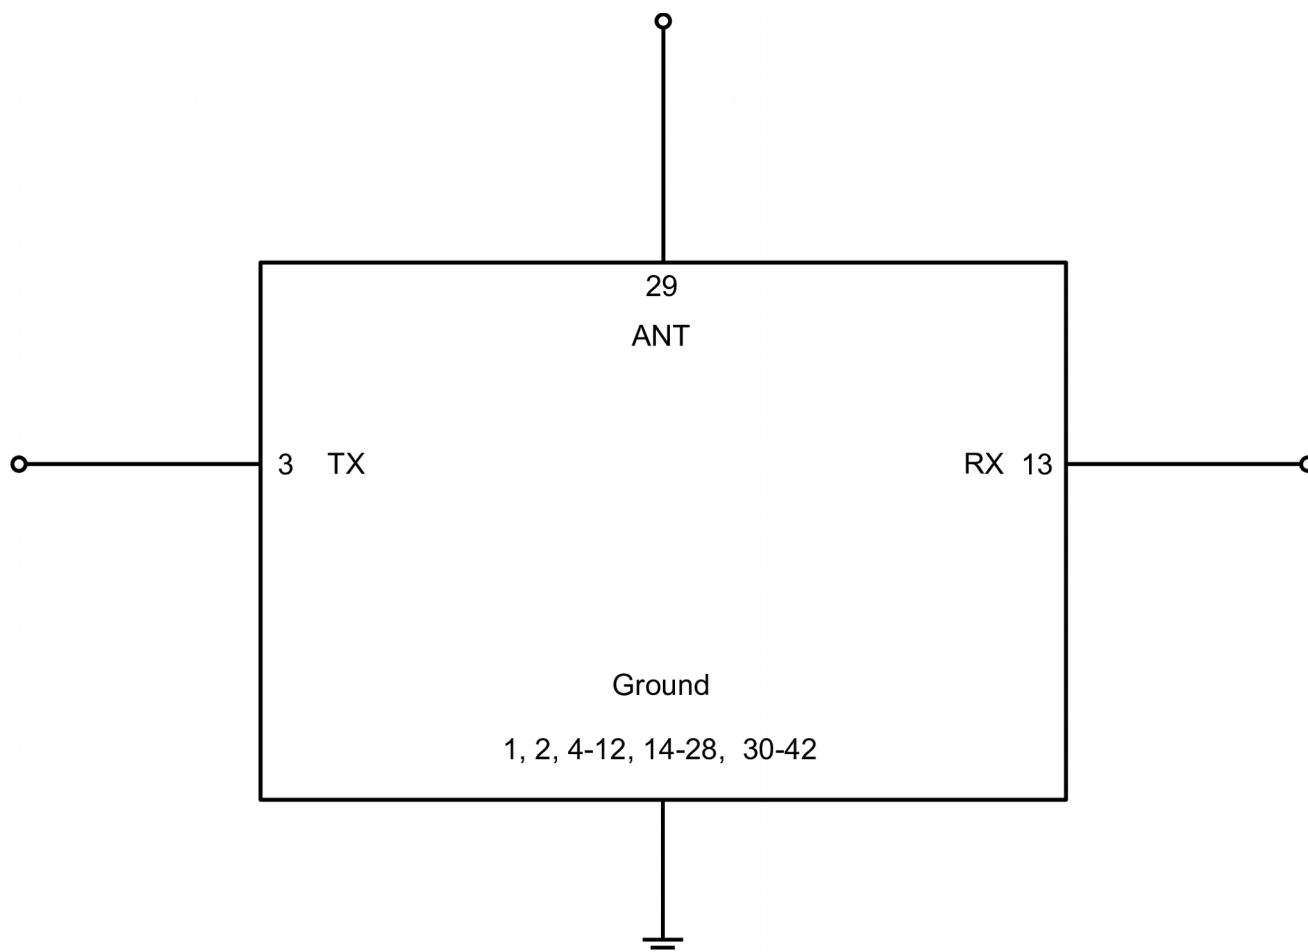 29
ANT
3 TX
RX 13
Ground
1, 2, 4-12, 14-28, 30-42